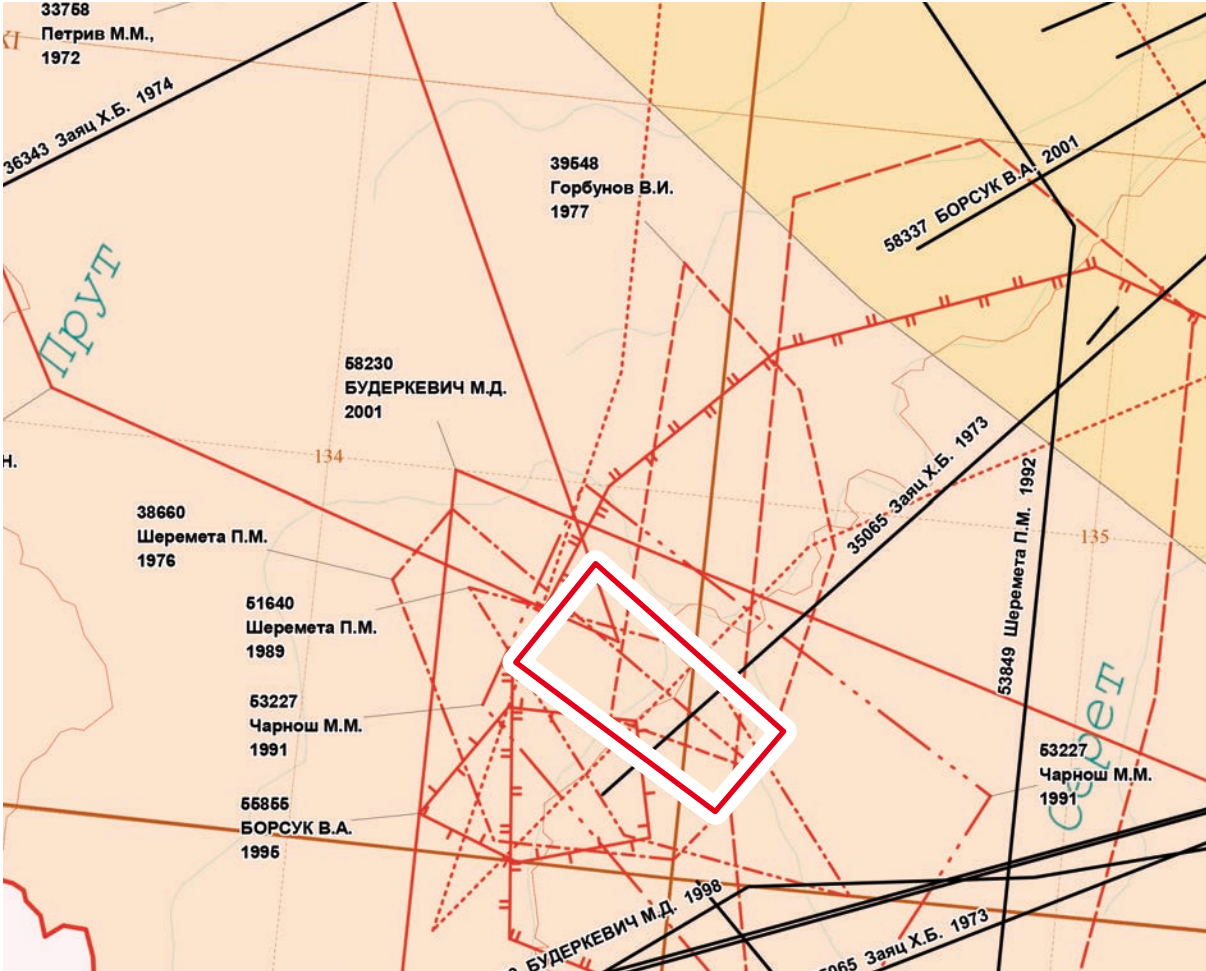 33758
Петрив М.М.,
1972
XI
36343 Заяц Х.Б. 1974
39548
Горбунов В.И.
1977
58337 БОРСУК В.А. 2001
Прут
58230
БУДЕРКЕВИЧ М.Д.
2001
35065 Заяц Х.Б. 1973
134
Н.
53849 Шеремета П.М. 1992
38660
Шеремета П.М.
1976
135
51640
Шеремета П.М.
1989
53227
Чарнош М.М.
1991
Серет
53227
Чарнош М.М.
1991
55855
БОРСУК В.А.
1995
БУДЕРКЕВИЧ М.Д. 1998
5065 Заяц Х.Б. 1973